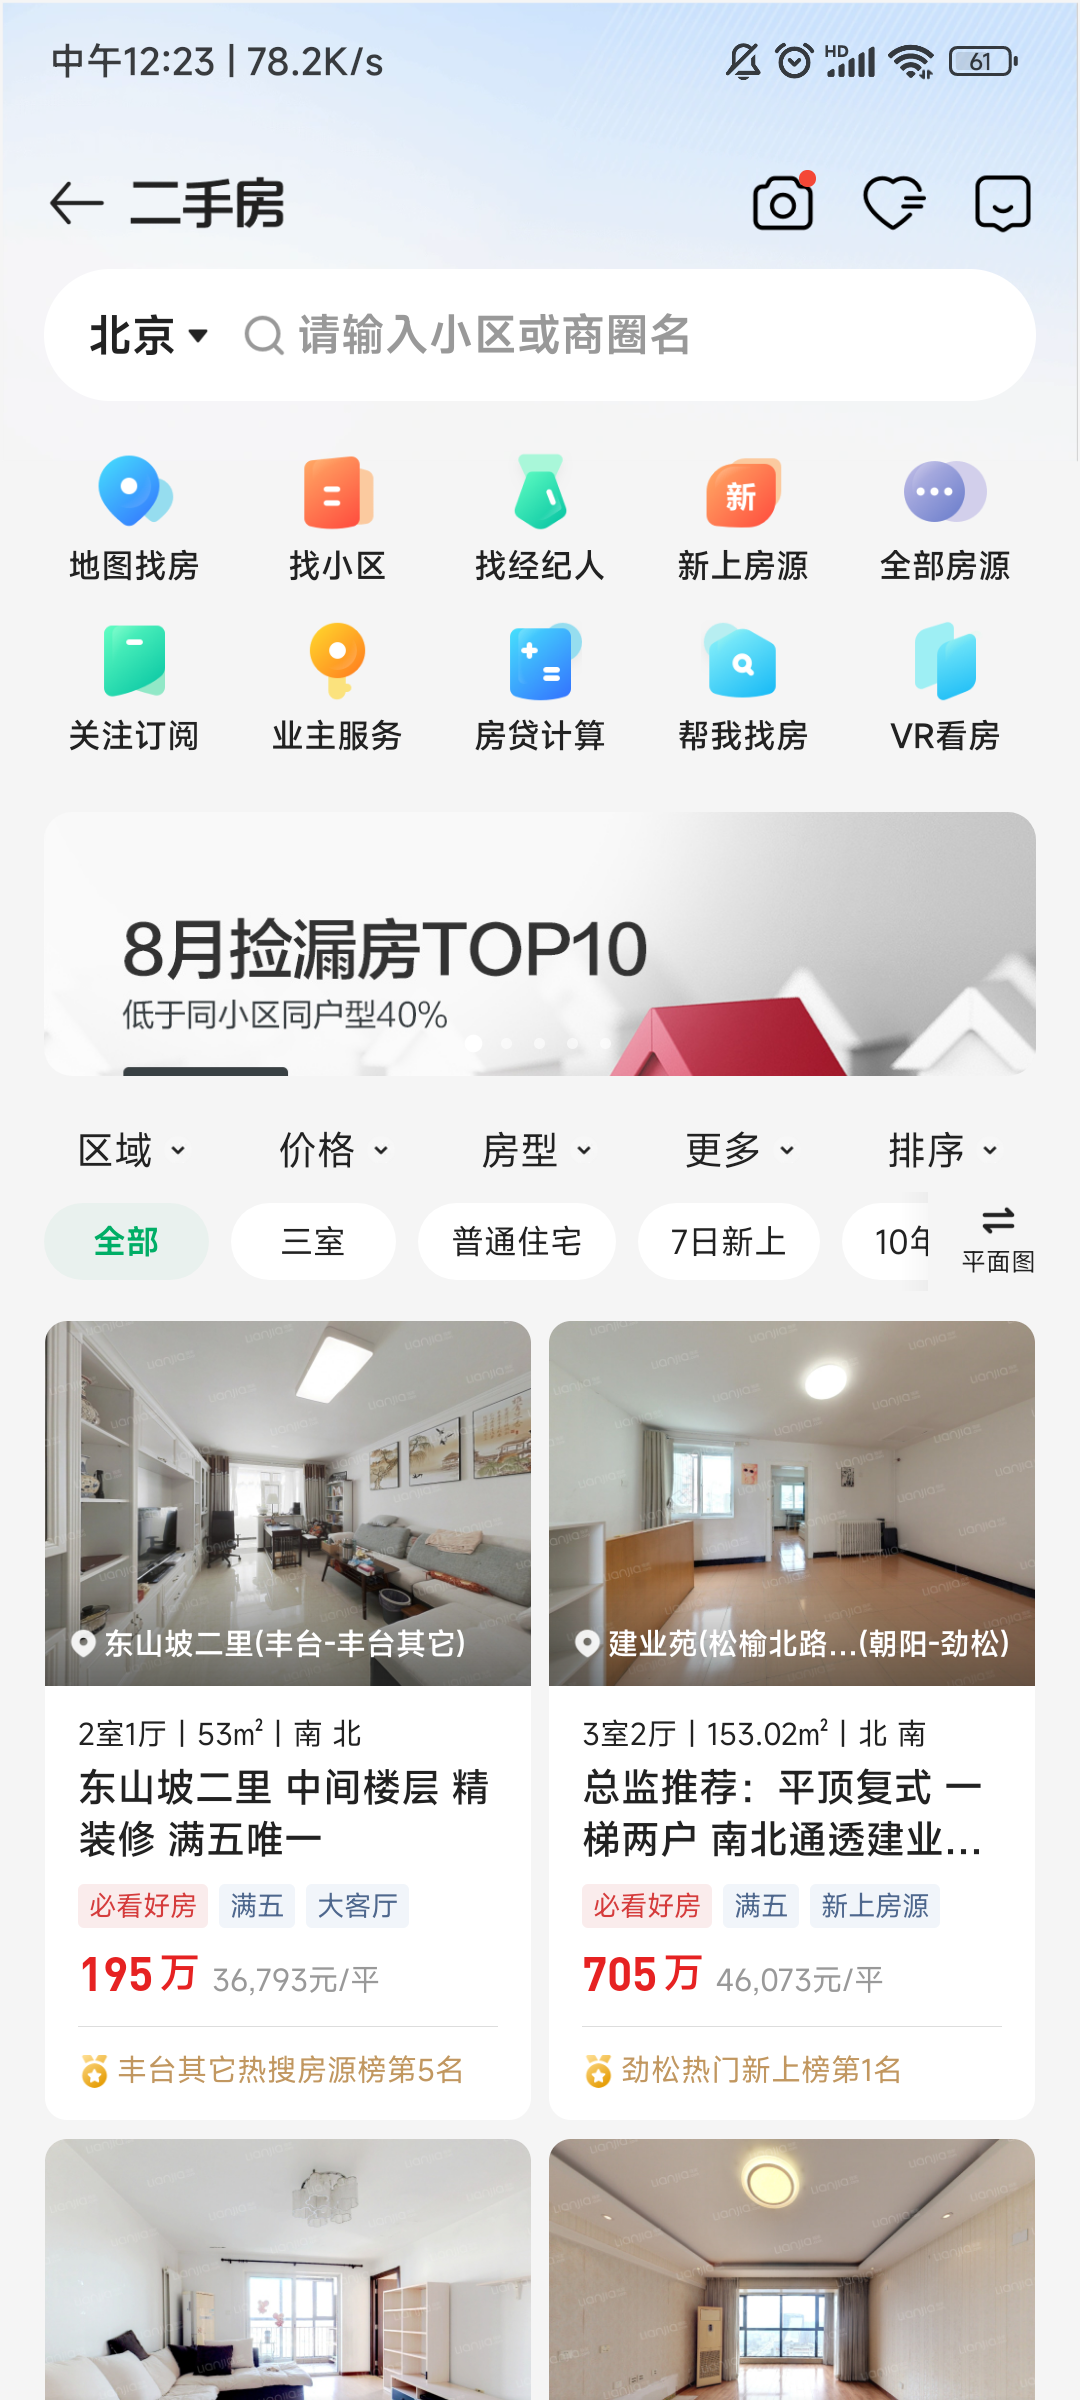 中午12:23 | 78.2K/s
HD
61
二手房
北京
请输入小区或商圈名
新
地图找房
找小区
找经纪人
新上房源
全部房源
关注订阅
业主服务
房贷计算
帮我找房
VR看房
8月捡漏房TOP10
低于同小区同户型40%
区域
价格
房型
更多
排序
全部
三室
普通住宅
7日新上
10年
平面图
东山坡二里(丰台-丰台其它)
2室1厅 | 53m² | 南 北
东山坡二里 中间楼层 精
装修 满五唯一
必看好房
满五
大客厅
195万 36,793元/平
丰台其它热搜房源榜第5名
建业苑(松榆北路...(朝阳-劲松)
3室2厅 | 153.02m² | 北 南
总监推荐：平顶复式 一
梯两户 南北通透建业...
必看好房
满五
新上房源
705万 46,073元/平
劲松热门新上榜第1名